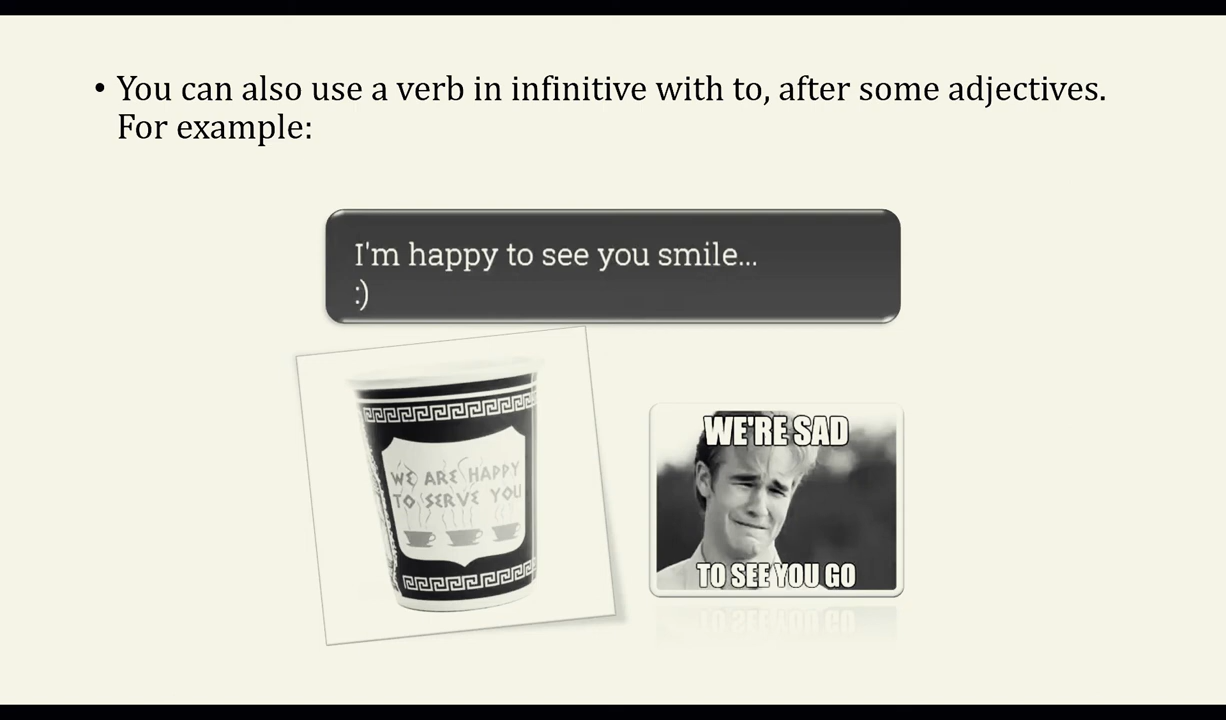 • You can also use a verb in infinitive with to, after some adjectives.
For example:
I'm happy to see you smile...
:)
WE ARE HAPPY
TO SERVE YOU
WE'RE SAD
TO SEE YOU GO